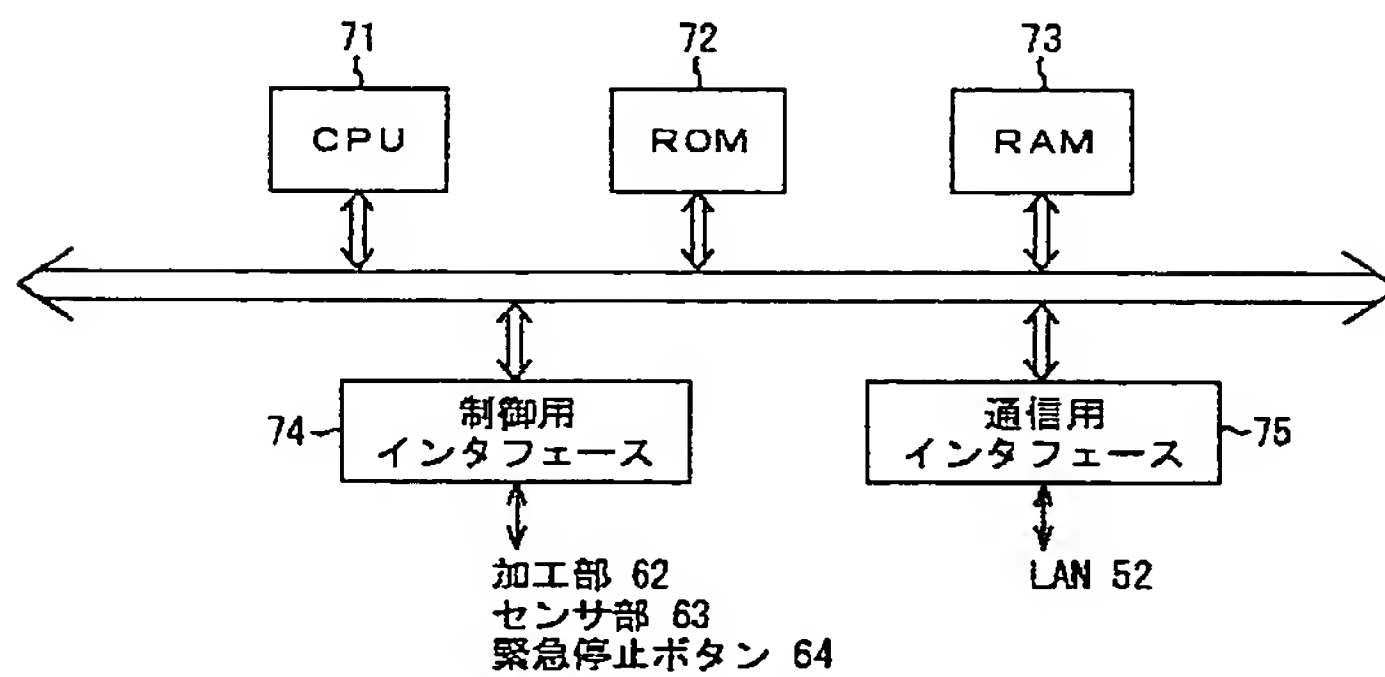 71
72
73
CPU
ROM
RAM
74
制御用
インタフェース
通信用
インタフェース
75
加工部 62
センサ部 63
緊急停止ボタン 64
LAN 52